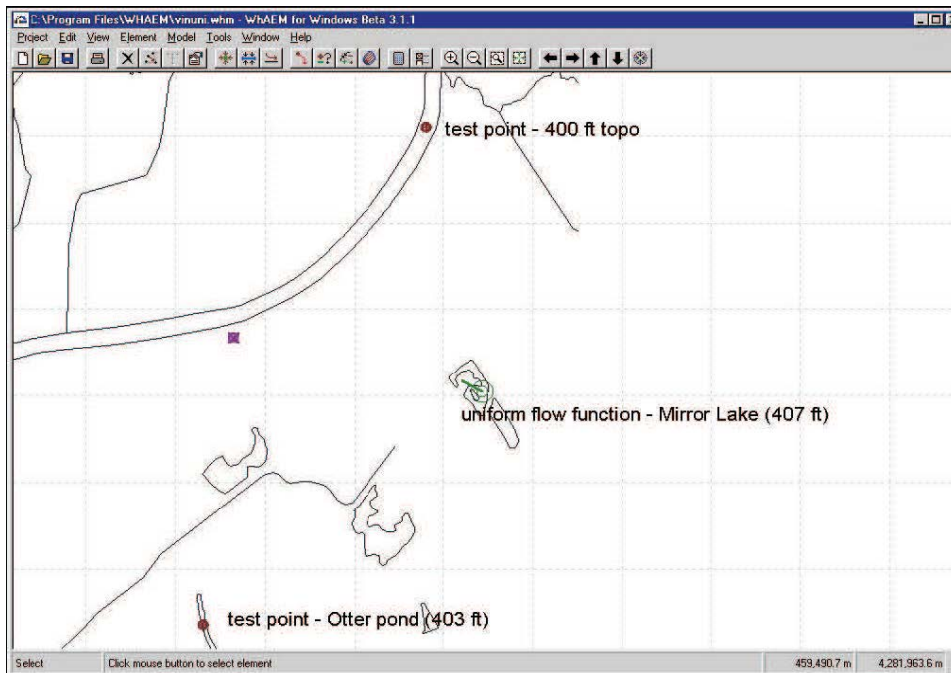 C:\Program Files\WHAEM\vinuni.whm - WhAEM for Windows Beta 3.1.1
Project Edit View Element Model Tools Window Help
test point - 400 ft topo
uniform flow function - Mirror Lake (407 ft)
test point - Otter pond (403 ft)
Select Click mouse button to select element 459,490.7 m 4,281,963.6 m